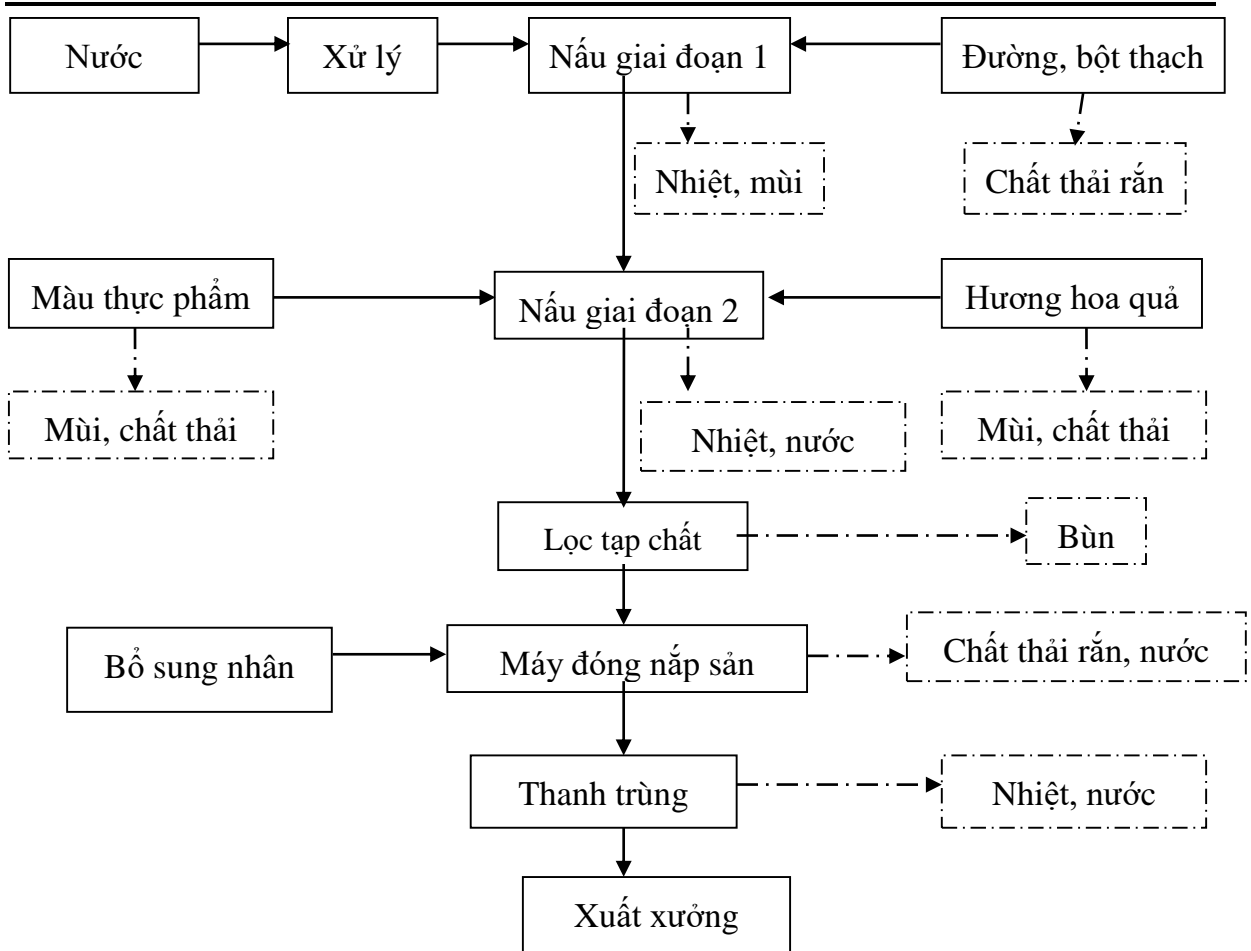 Nước
Xử lý
Nấu giai đoạn 1
Đường, bột thạch
Nhiệt, mùi
Chất thải rắn
Màu thực phẩm
Nấu giai đoạn 2
Hương hoa quả
Mùi, chất thải
Nhiệt, nước
Mùi, chất thải
Lọc tạp chất
Bùn
Bổ sung nhân
Máy đóng nắp sản
Chất thải rắn, nước
Thanh trùng
Nhiệt, nước
Xuất xưởng